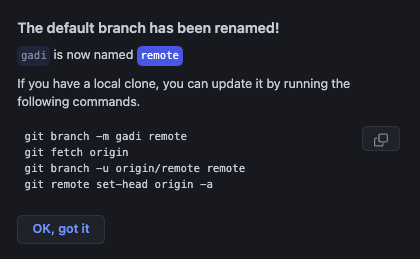 The default branch has been renamed!
gadi is now named remote
If you have a local clone, you can update it by running the
following commands.
git branch -m gadi remote
git fetch origin
git branch -u origin/remote remote
git remote set-head origin -a
OK, got it